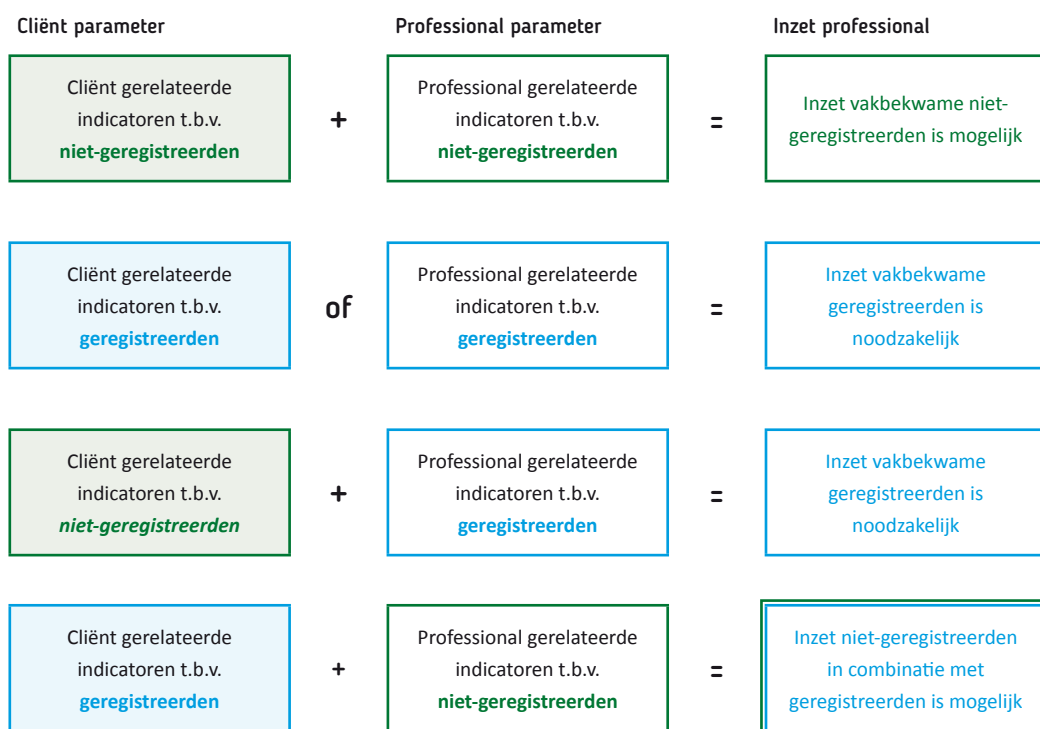 Cliënt parameter
Professional parameter
Inzet professional
Cliënt gerelateerde
indicatoren t.b.v.
niet-geregistreerden
+
Professional gerelateerde
indicatoren t.b.v.
niet-geregistreerden
=
Inzet vakbekwame niet-
geregistreerden is mogelijk
Cliënt gerelateerde
indicatoren t.b.v.
geregistreerden
of
Professional gerelateerde
indicatoren t.b.v.
geregistreerden
=
Inzet vakbekwame
geregistreerden is
noodzakelijk
Cliënt gerelateerde
indicatoren t.b.v.
niet-geregistreerden
+
Professional gerelateerde
indicatoren t.b.v.
geregistreerden
=
Inzet vakbekwame
geregistreerden is
noodzakelijk
Cliënt gerelateerde
indicatoren t.b.v.
geregistreerden
+
Professional gerelateerde
indicatoren t.b.v.
niet-geregistreerden
=
Inzet niet-geregistreerden
in combinatie met
geregistreerden is mogelijk